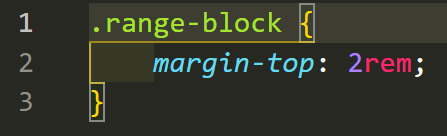 1 .range-block {
2     margin-top: 2rem;
3 }